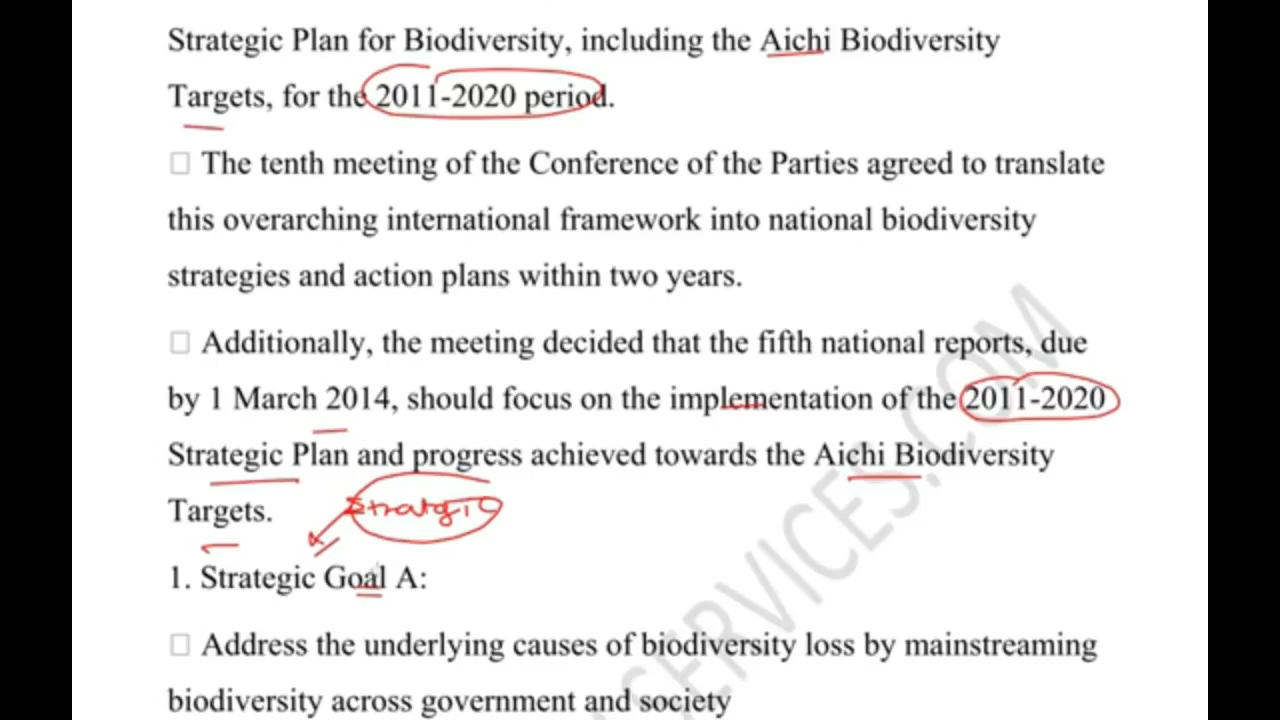 Strategic Plan for Biodiversity, including the Aichi Biodiversity
Targets, for the 2011-2020 period.
The tenth meeting of the Conference of the Parties agreed to translate
this overarching international framework into national biodiversity
strategies and action plans within two years.
Additionally, the meeting decided that the fifth national reports, due
by 1 March 2014, should focus on the implementation of the 2011-2020
Strategic Plan and progress achieved towards the Aichi Biodiversity
Targets.
Stratgic
1. Strategic Goal A:
Address the underlying causes of biodiversity loss by mainstreaming
biodiversity across government and society
ASERVICES.COM